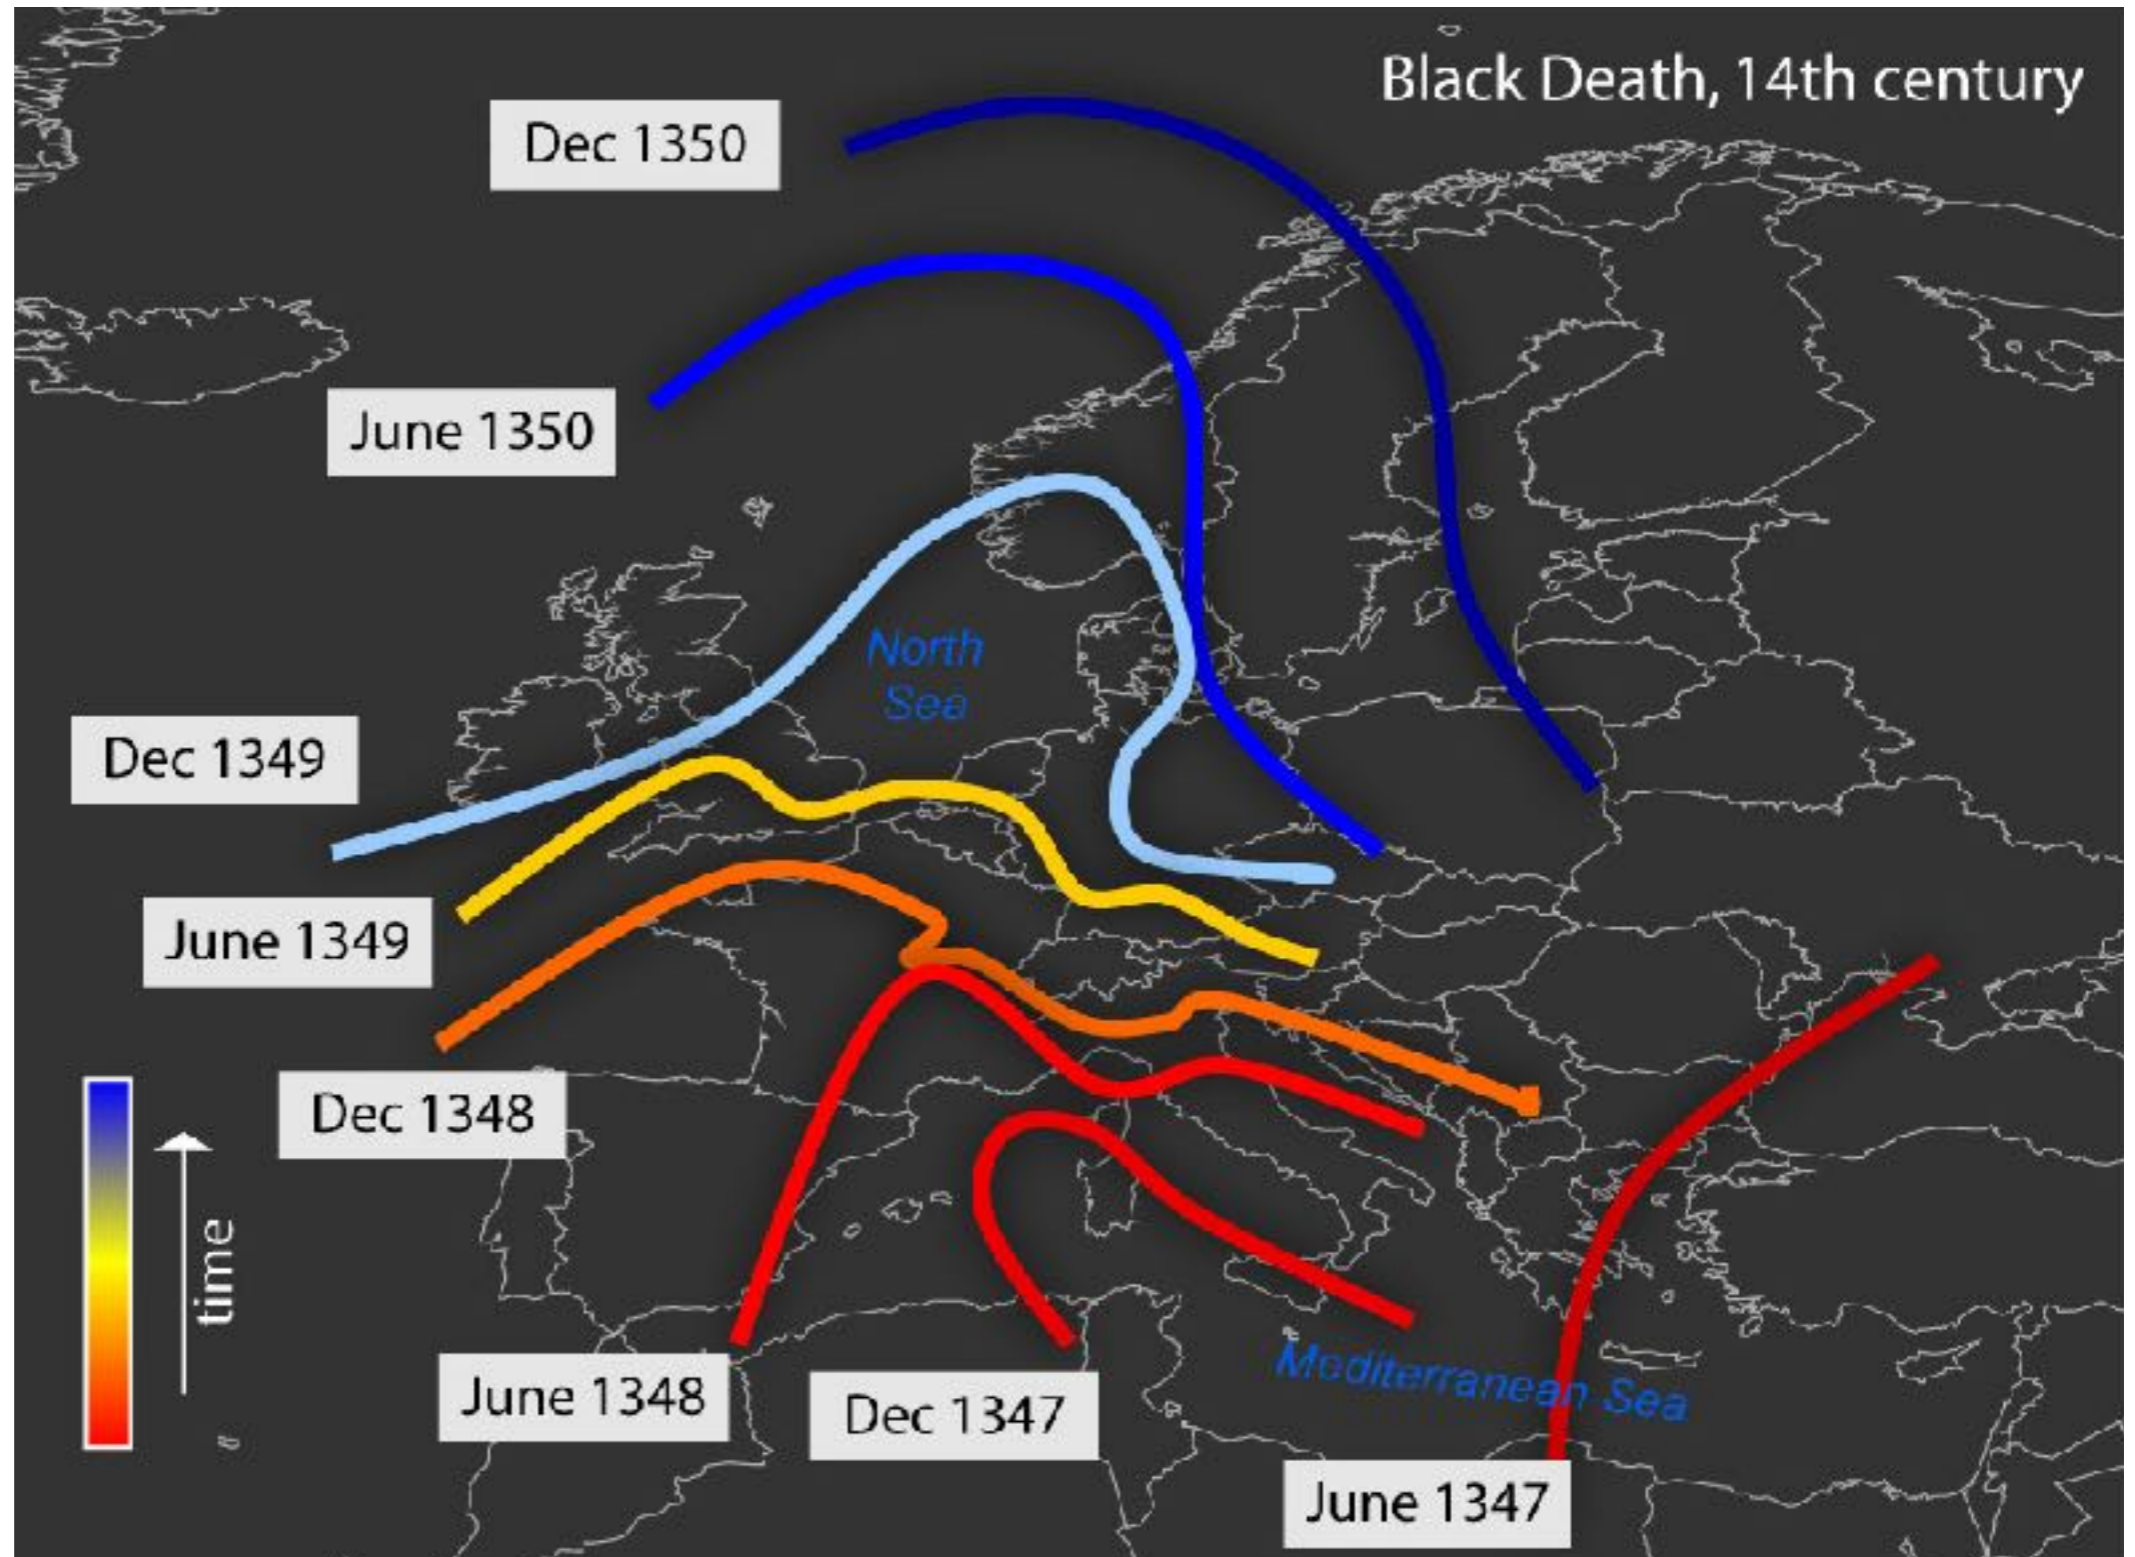 Black Death, 14th century
Dec 1350
June 1350
North
Sea
Dec 1349
June 1349
Dec 1348
time
June 1348
Dec 1347
Mediterranean Sea
June 1347